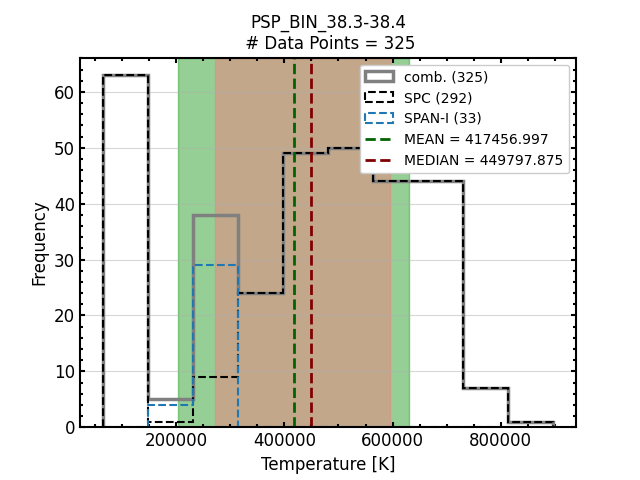 PSP_BIN_38.3-38.4
# Data Points = 325
comb. (325)
SPC (292)
SPAN-I (33)
MEAN = 417456.997
MEDIAN = 449797.875
Frequency
60
50
40
30
20
10
0
200000 400000 600000 800000
Temperature [K]